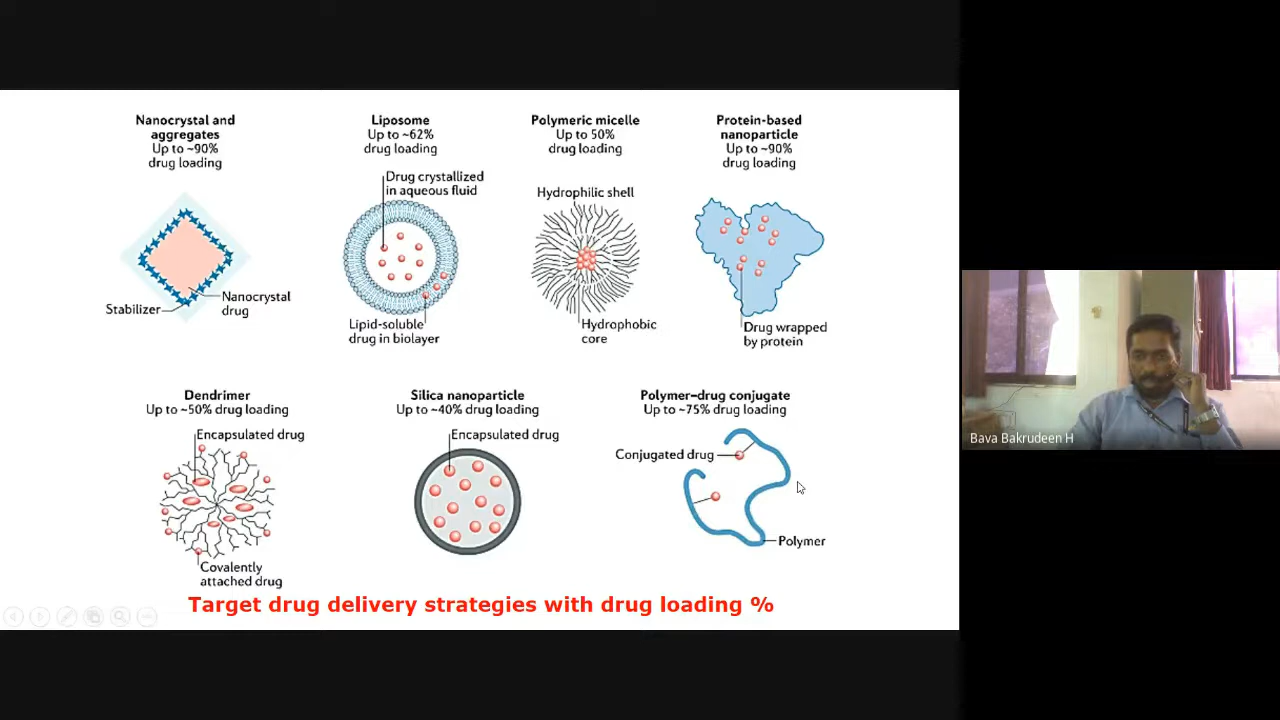 Nanocrystal and
aggregates
Up to ~90%
drug loading
Stabilizer
Nanocrystal
drug
Liposome
Up to ~62%
drug loading
Drug crystallized
in aqueous fluid
Lipid-soluble
drug in biolayer
Polymeric micelle
Up to 50%
drug loading
Hydrophilic shell
Hydrophobic
core
Protein-based
nanoparticle
Up to ~90%
drug loading
Drug wrapped
by protein
Dendrimer
Up to ~50% drug loading
Encapsulated drug
Covalently
attached drug
Silica nanoparticle
Up to ~40% drug loading
Encapsulated drug
Polymer–drug conjugate
Up to ~75% drug loading
Conjugated drug
Polymer
Target drug delivery strategies with drug loading %
Bava Bakrudeen H